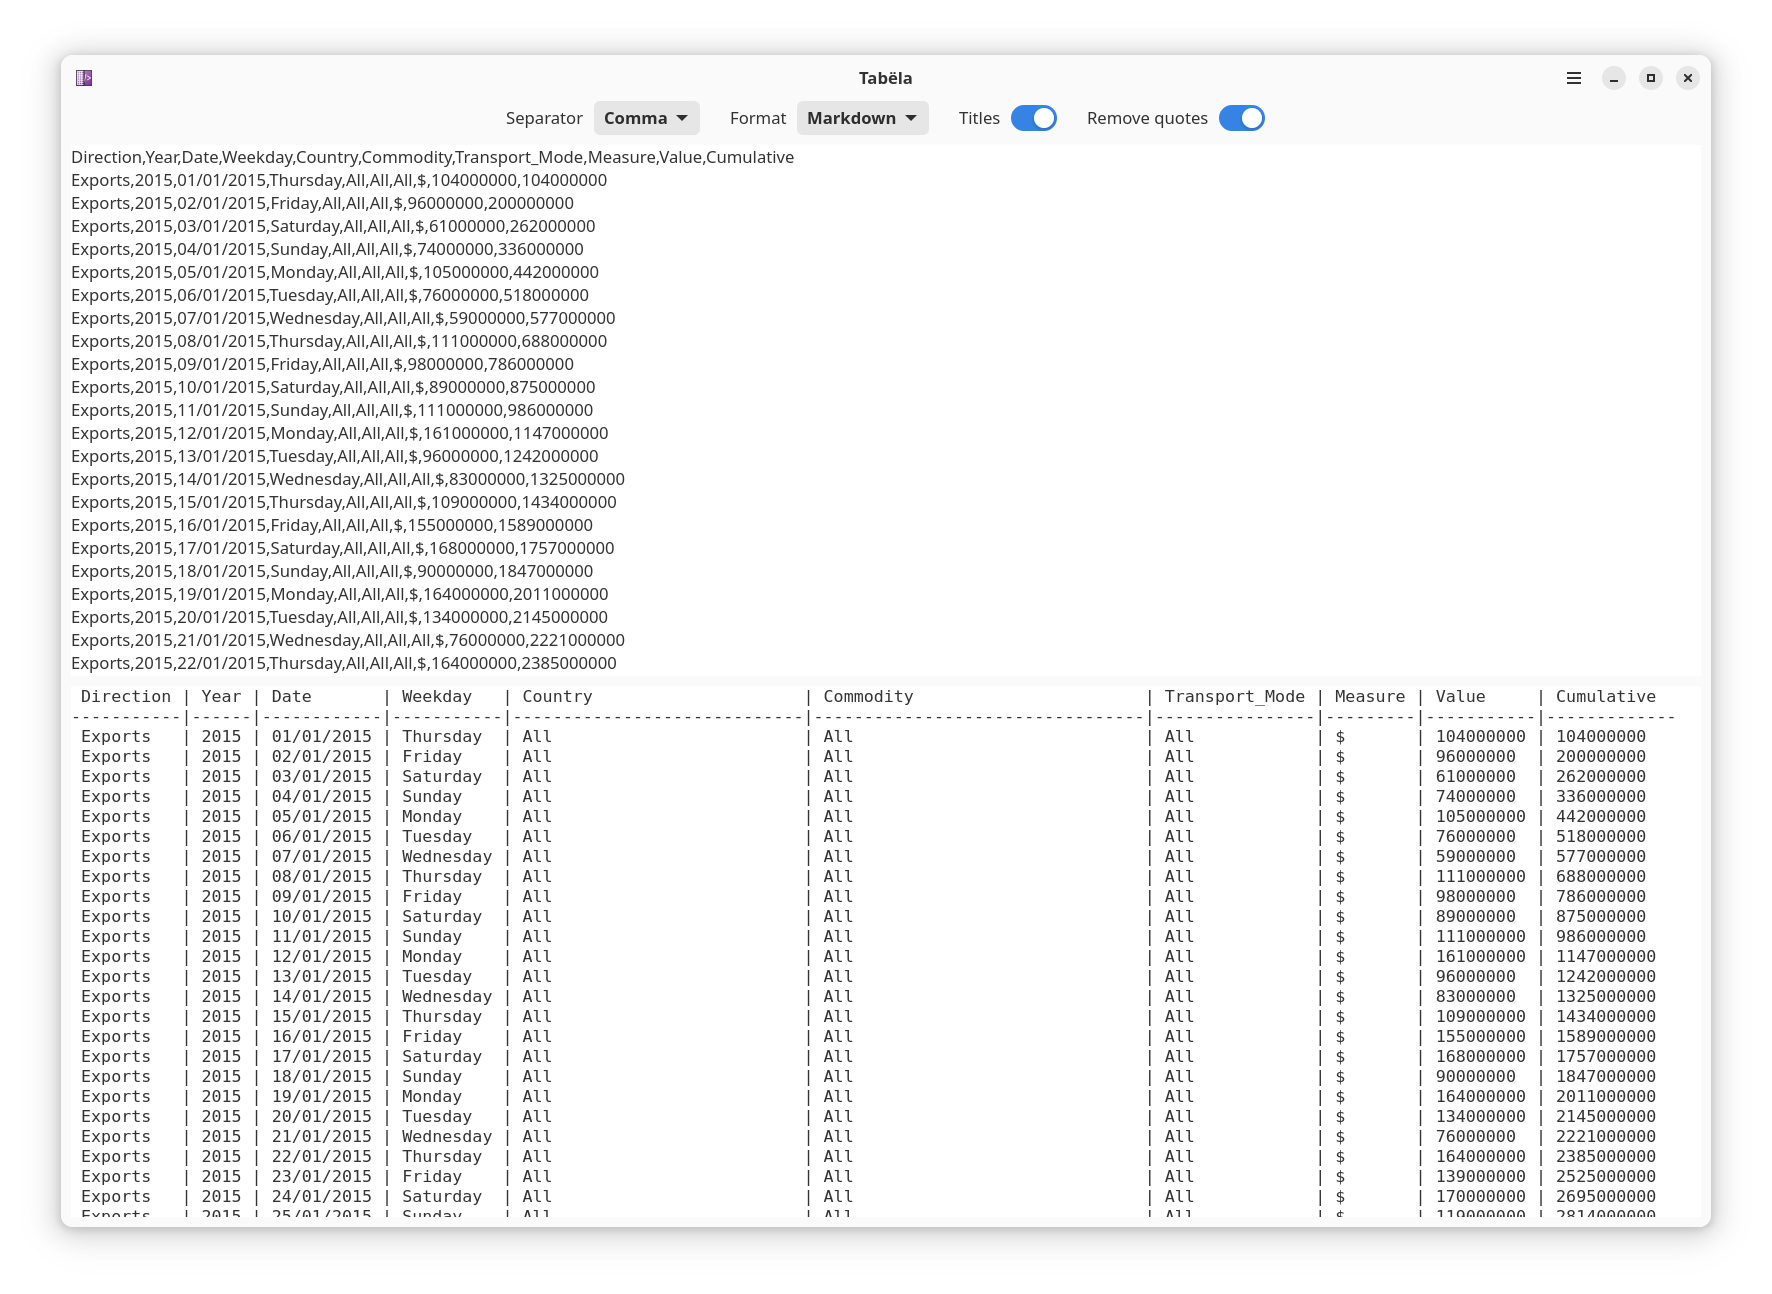 Tabëla
Separator Comma Format Markdown Titles Remove quotes
Direction,Year,Date,Weekday,Country,Commodity,Transport_Mode,Measure,Value,Cumulative
Exports,2015,01/01/2015,Thursday,All,All,All,$,104000000,104000000
Exports,2015,02/01/2015,Friday,All,All,All,$,96000000,200000000
Exports,2015,03/01/2015,Saturday,All,All,All,$,61000000,262000000
Exports,2015,04/01/2015,Sunday,All,All,All,$,74000000,336000000
Exports,2015,05/01/2015,Monday,All,All,All,$,105000000,442000000
Exports,2015,06/01/2015,Tuesday,All,All,All,$,76000000,518000000
Exports,2015,07/01/2015,Wednesday,All,All,All,$,59000000,577000000
Exports,2015,08/01/2015,Thursday,All,All,All,$,111000000,688000000
Exports,2015,09/01/2015,Friday,All,All,All,$,98000000,786000000
Exports,2015,10/01/2015,Saturday,All,All,All,$,89000000,875000000
Exports,2015,11/01/2015,Sunday,All,All,All,$,111000000,986000000
Exports,2015,12/01/2015,Monday,All,All,All,$,161000000,1147000000
Exports,2015,13/01/2015,Tuesday,All,All,All,$,96000000,1242000000
Exports,2015,14/01/2015,Wednesday,All,All,All,$,83000000,1325000000
Exports,2015,15/01/2015,Thursday,All,All,All,$,109000000,1434000000
Exports,2015,16/01/2015,Friday,All,All,All,$,155000000,1589000000
Exports,2015,17/01/2015,Saturday,All,All,All,$,168000000,1757000000
Exports,2015,18/01/2015,Sunday,All,All,All,$,90000000,1847000000
Exports,2015,19/01/2015,Monday,All,All,All,$,164000000,2011000000
Exports,2015,20/01/2015,Tuesday,All,All,All,$,134000000,2145000000
Exports,2015,21/01/2015,Wednesday,All,All,All,$,76000000,2221000000
Exports,2015,22/01/2015,Thursday,All,All,All,$,164000000,2385000000
Direction | Year | Date       | Weekday   | Country                     | Commodity                       | Transport_Mode | Measure | Value     | Cumulative
-----------|------|------------|-----------|-----------------------------|---------------------------------|----------------|---------|-----------|-------------
Exports   | 2015 | 01/01/2015 | Thursday  | All                         | All                             | All            | $       | 104000000 | 104000000
Exports   | 2015 | 02/01/2015 | Friday    | All                         | All                             | All            | $       | 96000000  | 200000000
Exports   | 2015 | 03/01/2015 | Saturday  | All                         | All                             | All            | $       | 61000000  | 262000000
Exports   | 2015 | 04/01/2015 | Sunday    | All                         | All                             | All            | $       | 74000000  | 336000000
Exports   | 2015 | 05/01/2015 | Monday    | All                         | All                             | All            | $       | 105000000 | 442000000
Exports   | 2015 | 06/01/2015 | Tuesday   | All                         | All                             | All            | $       | 76000000  | 518000000
Exports   | 2015 | 07/01/2015 | Wednesday | All                         | All                             | All            | $       | 59000000  | 577000000
Exports   | 2015 | 08/01/2015 | Thursday  | All                         | All                             | All            | $       | 111000000 | 688000000
Exports   | 2015 | 09/01/2015 | Friday    | All                         | All                             | All            | $       | 98000000  | 786000000
Exports   | 2015 | 10/01/2015 | Saturday  | All                         | All                             | All            | $       | 89000000  | 875000000
Exports   | 2015 | 11/01/2015 | Sunday    | All                         | All                             | All            | $       | 111000000 | 986000000
Exports   | 2015 | 12/01/2015 | Monday    | All                         | All                             | All            | $       | 161000000 | 1147000000
Exports   | 2015 | 13/01/2015 | Tuesday   | All                         | All                             | All            | $       | 96000000  | 1242000000
Exports   | 2015 | 14/01/2015 | Wednesday | All                         | All                             | All            | $       | 83000000  | 1325000000
Exports   | 2015 | 15/01/2015 | Thursday  | All                         | All                             | All            | $       | 109000000 | 1434000000
Exports   | 2015 | 16/01/2015 | Friday    | All                         | All                             | All            | $       | 155000000 | 1589000000
Exports   | 2015 | 17/01/2015 | Saturday  | All                         | All                             | All            | $       | 168000000 | 1757000000
Exports   | 2015 | 18/01/2015 | Sunday    | All                         | All                             | All            | $       | 90000000  | 1847000000
Exports   | 2015 | 19/01/2015 | Monday    | All                         | All                             | All            | $       | 164000000 | 2011000000
Exports   | 2015 | 20/01/2015 | Tuesday   | All                         | All                             | All            | $       | 134000000 | 2145000000
Exports   | 2015 | 21/01/2015 | Wednesday | All                         | All                             | All            | $       | 76000000  | 2221000000
Exports   | 2015 | 22/01/2015 | Thursday  | All                         | All                             | All            | $       | 164000000 | 2385000000
Exports   | 2015 | 23/01/2015 | Friday    | All                         | All                             | All            | $       | 139000000 | 2525000000
Exports   | 2015 | 24/01/2015 | Saturday  | All                         | All                             | All            | $       | 170000000 | 2695000000
Exports   | 2015 | 25/01/2015 | Sunday    | All                         | All                             | All            | $       | 119000000 | 2814000000